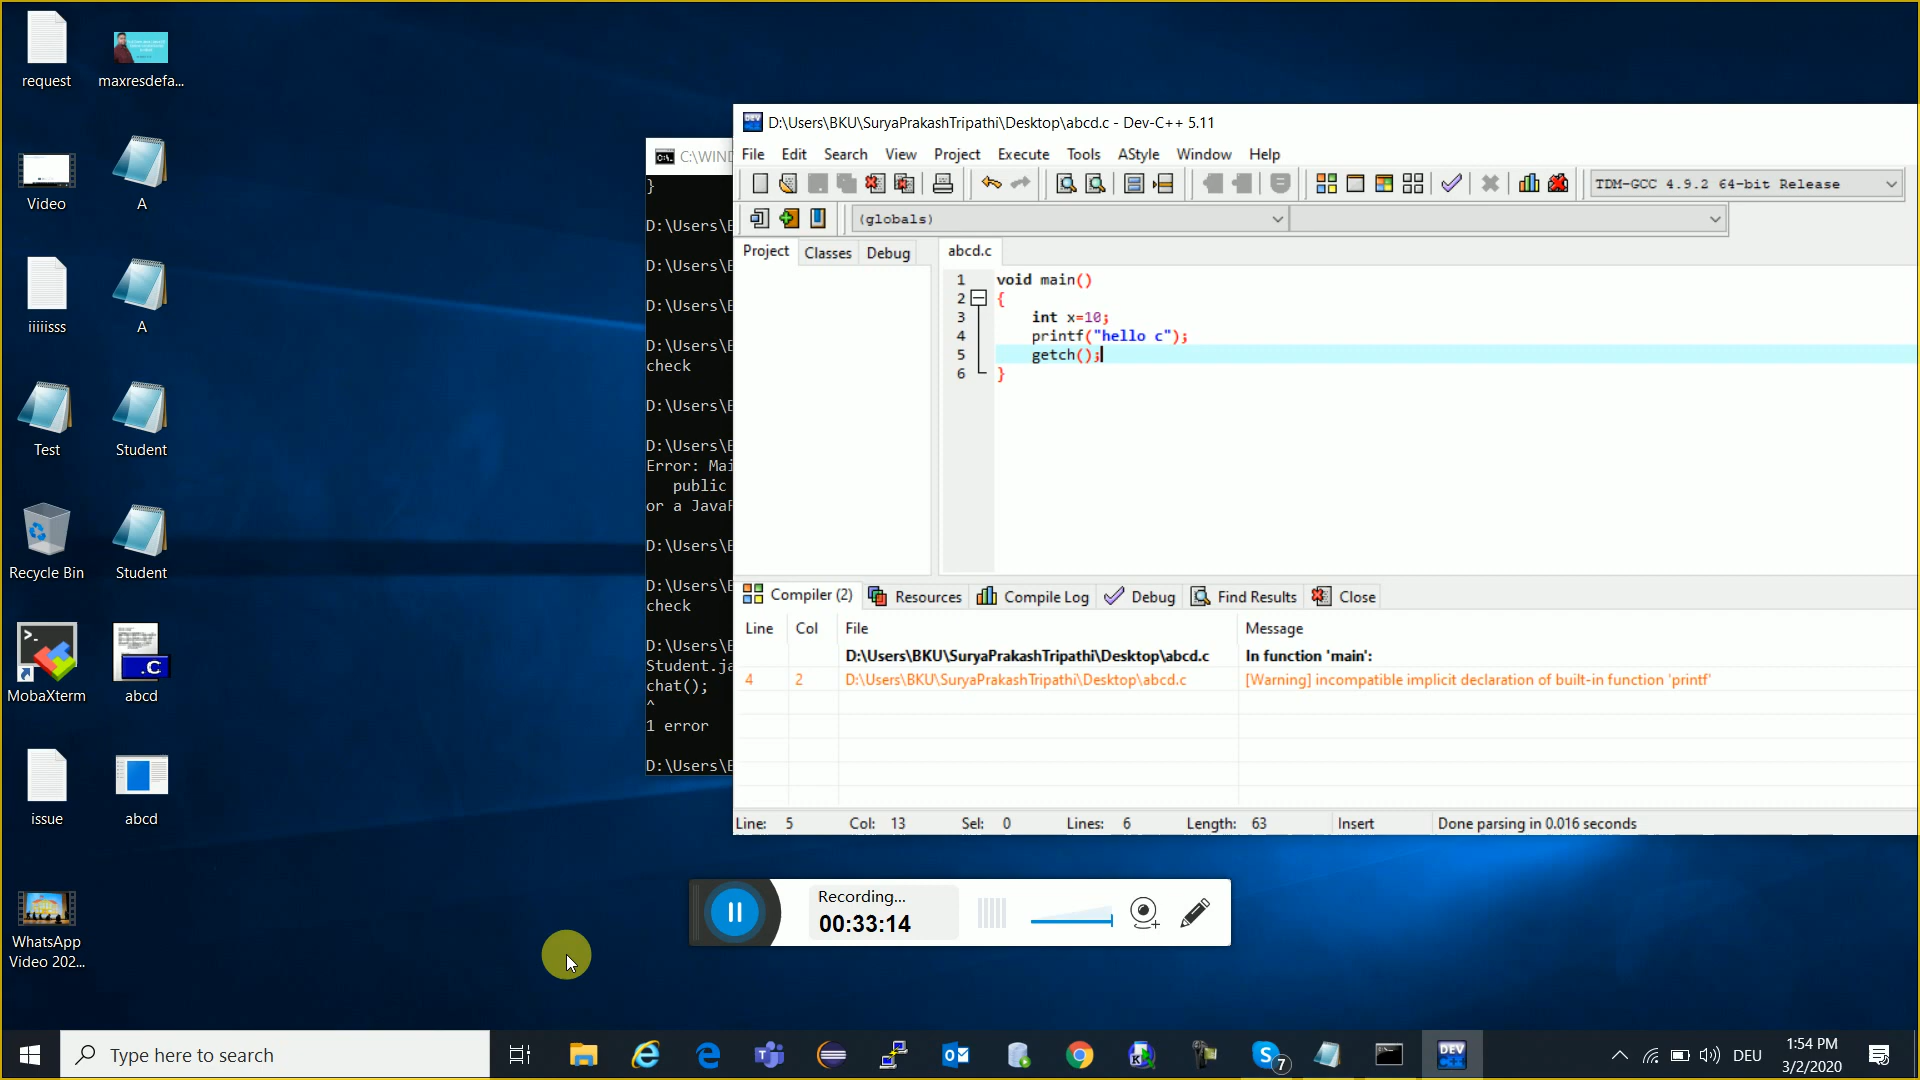 request
maxresdefa...
Video
A
iiiiisss
A
Test
Student
Recycle Bin
Student
MobaXterm
abcd
issue
abcd
WhatsApp
Video 202...
C:\WIND
}
D:\Users\B
D:\Users\B
D:\Users\B
D:\Users\B
check
D:\Users\B
D:\Users\B
Error: Mai
public
or a JavaF
D:\Users\B
D:\Users\B
check
D:\Users\B
Student.ja
chat();
^
1 error
D:\Users\B
D:\Users\BKU\SuryaPrakashTripathi\Desktop\abcd.c - Dev-C++ 5.11
File Edit Search View Project Execute Tools AStyle Window Help
TDM-GCC 4.9.2 64-bit Release
(globals)
Project Classes Debug abcd.c
1 void main()
2 {
3 int x=10;
4 printf("hello c");
5 getch();
6 }
Compiler (2) Resources Compile Log Debug Find Results Close
Line Col File Message
D:\Users\BKU\SuryaPrakashTripathi\Desktop\abcd.c In function 'main':
4 2 D:\Users\BKU\SuryaPrakashTripathi\Desktop\abcd.c [Warning] incompatible implicit declaration of built-in function 'printf'
Line: 5 Col: 13 Sel: 0 Lines: 6 Length: 63 Insert Done parsing in 0.016 seconds
Recording...
00:33:14
Type here to search
7
DEU
1:54 PM
3/2/2020